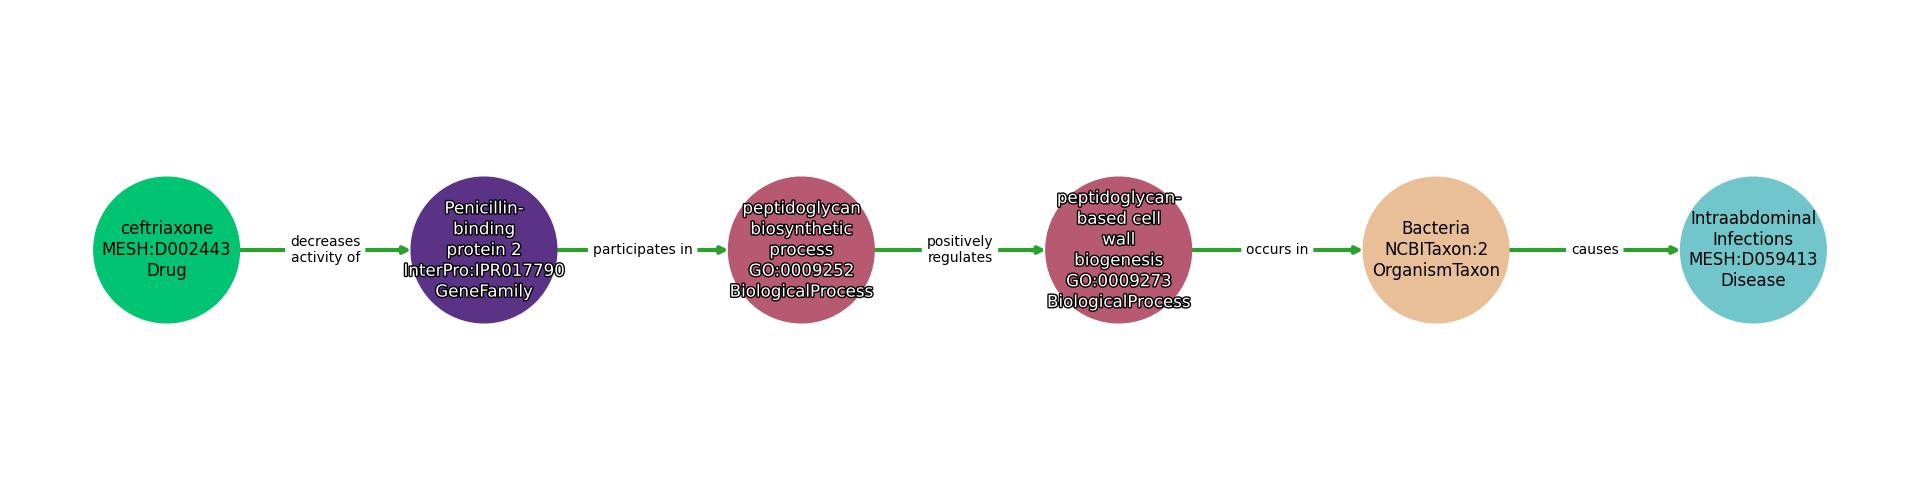 ceftriaxone
MESH:D002443
Drug
decreases
activity of
Penicillin-
binding
protein 2
InterPro:IPR017790
GeneFamily
participates in
peptidoglycan
biosynthetic
process
GO:0009252
BiologicalProcess
positively
regulates
peptidoglycan-
based cell
wall
biogenesis
GO:0009273
BiologicalProcess
occurs in
Bacteria
NCBITaxon:2
OrganismTaxon
causes
Intraabdominal
Infections
MESH:D059413
Disease